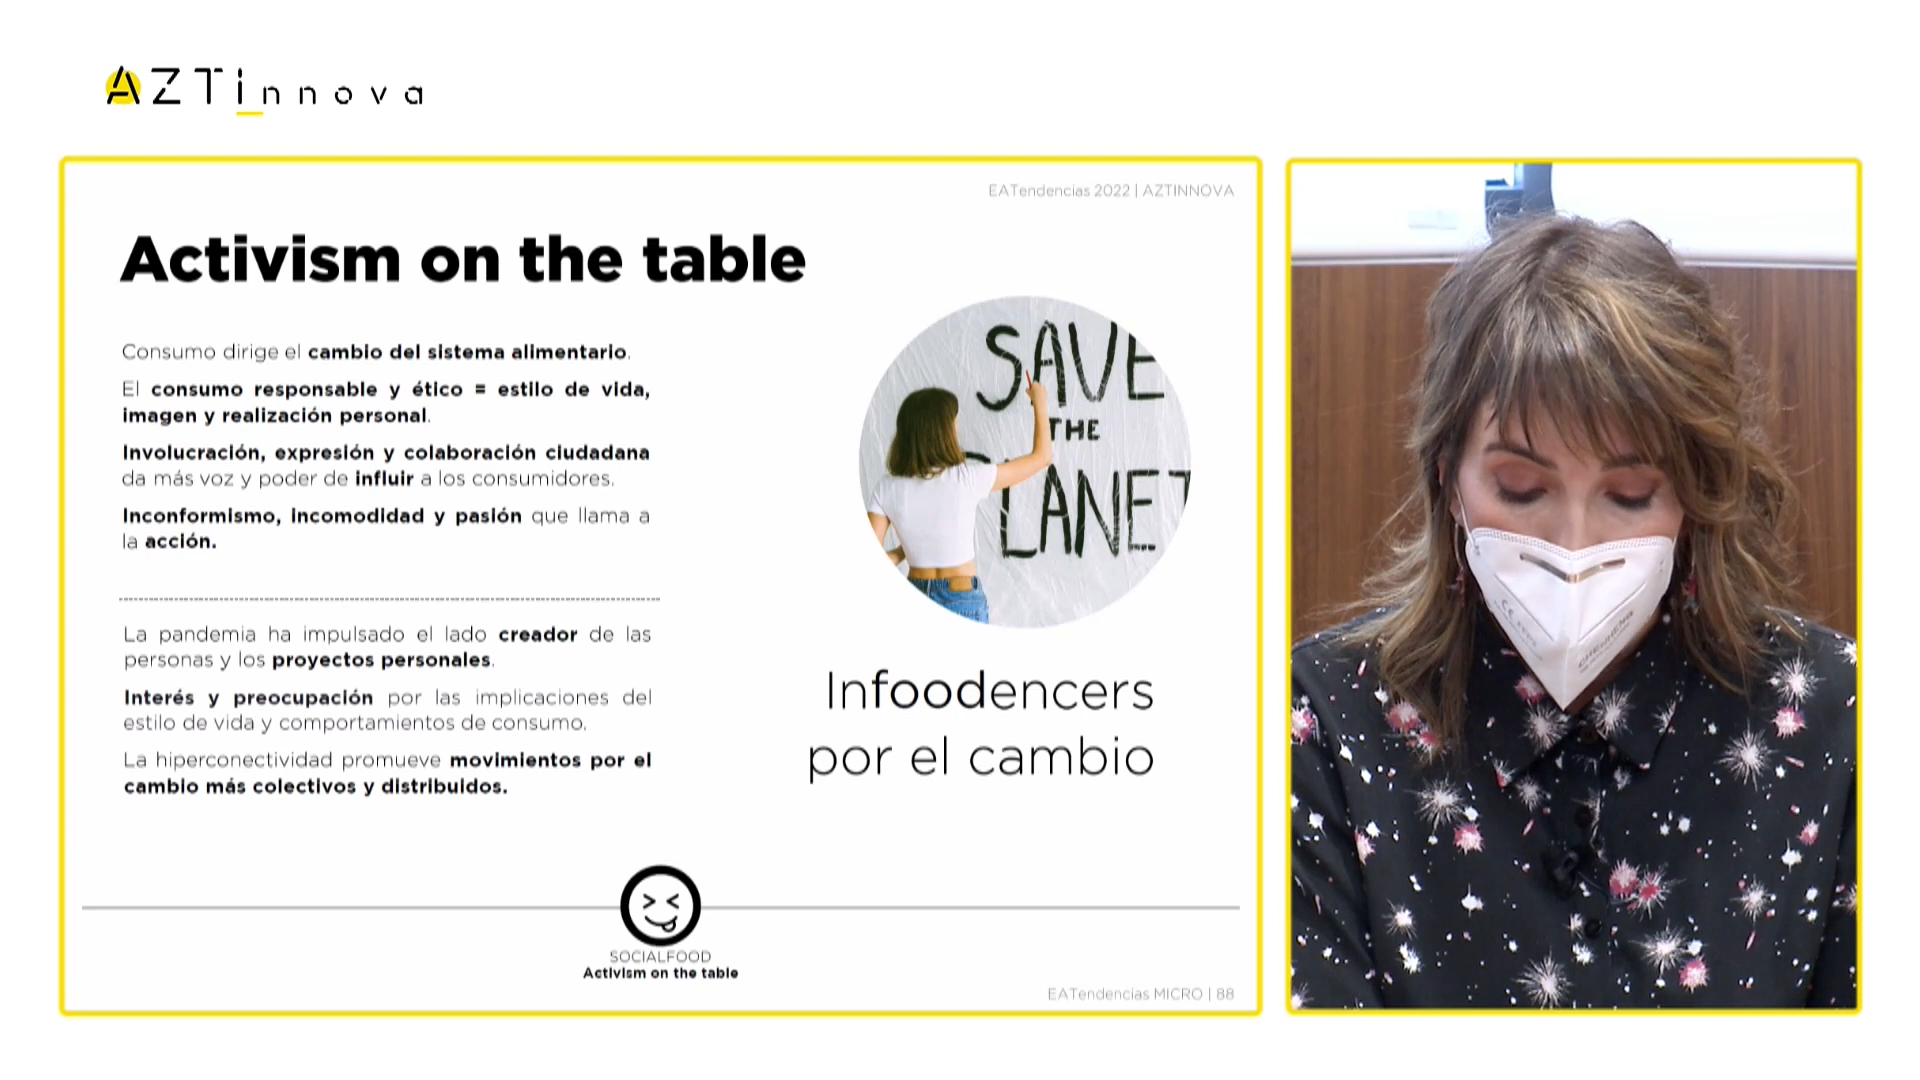 AZTInnova
EATendencias 2022 | AZTINNOVA
Activism on the table
Consumo dirige el cambio del sistema alimentario.
El consumo responsable y ético = estilo de vida,
imagen y realización personal.
Involucración, expresión y colaboración ciudadana
da más voz y poder de influir a los consumidores.
Inconformismo, incomodidad y pasión que llama a
la acción.
La pandemia ha impulsado el lado creador de las
personas y los proyectos personales.
Interés y preocupación por las implicaciones del
estilo de vida y comportamientos de consumo.
La hiperconectividad promueve movimientos por el
cambio más colectivos y distribuidos.
SAVE
THE
PLANET
Infoodencers
por el cambio
SOCIALFOOD
Activism on the table
EATendencias MICRO | 88